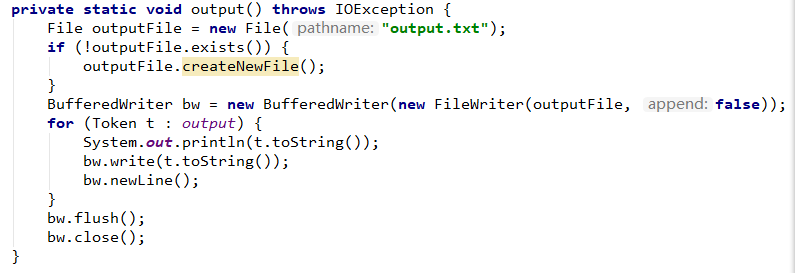 private static void output() throws IOException {
    File outputFile = new File( pathname: "output.txt");
    if (!outputFile.exists()) {
        outputFile.createNewFile();
    }
    BufferedWriter bw = new BufferedWriter(new FileWriter(outputFile, append: false));
    for (Token t : output) {
        System.out.println(t.toString());
        bw.write(t.toString());
        bw.newLine();
    }
    bw.flush();
    bw.close();
}